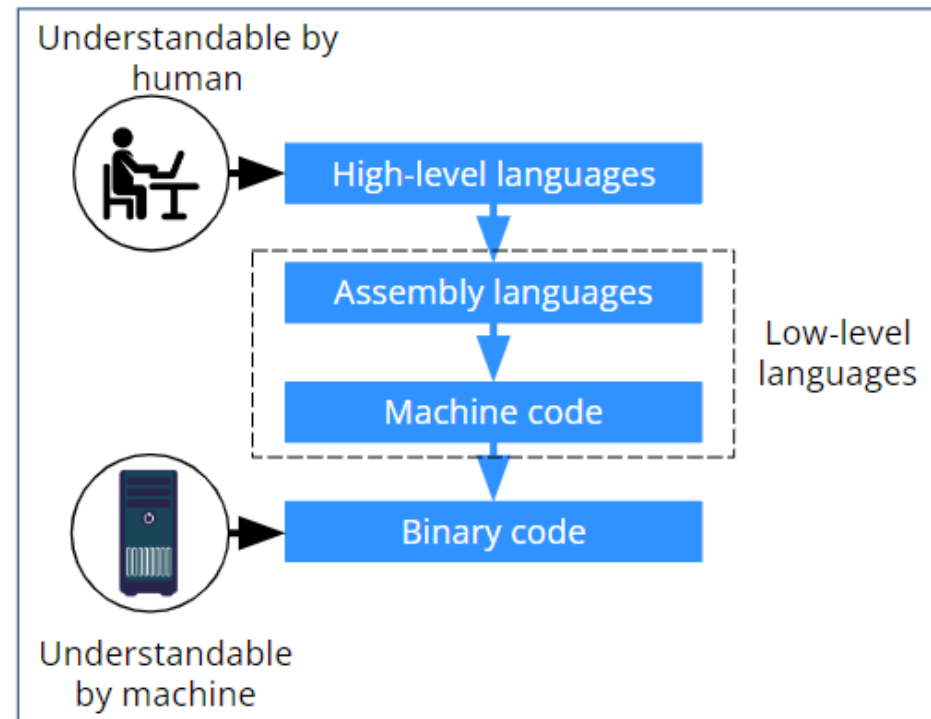 Understandable by
human
High-level languages
Assembly languages
Low-level
languages
Machine code
Binary code
Understandable
by machine